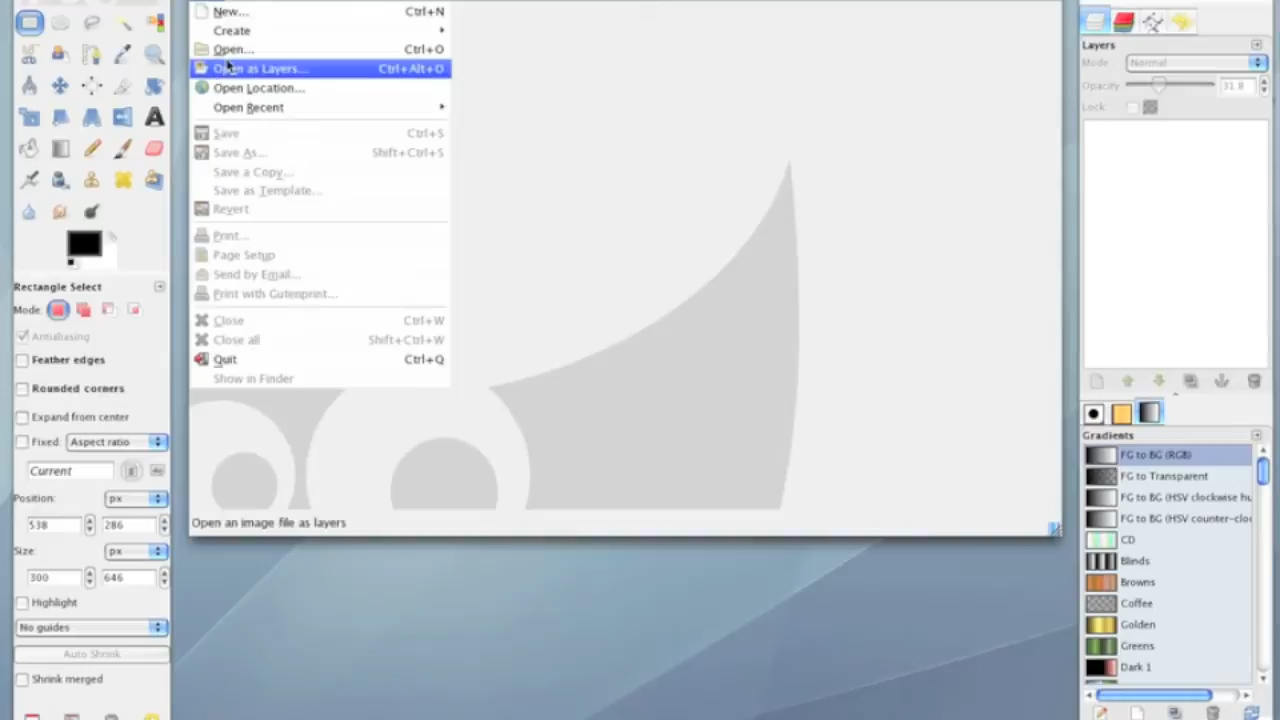 New... Ctrl+N
Create
Open... Ctrl+O
Open as Layers... Ctrl+Alt+O
Open Location...
Open Recent
Save Ctrl+S
Save As... Shift+Ctrl+S
Save a Copy...
Save as Template...
Revert
Print...
Page Setup
Send by Email...
Print with Gutenprint...
Close Ctrl+W
Close all Shift+Ctrl+W
Quit Ctrl+Q
Show in Finder
Open an image file as layers
Rectangle Select
Mode:
Antialiasing
Feather edges
Rounded corners
Expand from center
Fixed: Aspect ratio
Current
Position: px
538 286
Size: px
300 646
Highlight
No guides
Auto Shrink
Shrink merged
Layers
Mode: Normal
Opacity 31.8
Lock:
Gradients
FG to BG (RGB)
FG to Transparent
FG to BG (HSV clockwise hu
FG to BG (HSV counter-cloc
CD
Blinds
Browns
Coffee
Golden
Greens
Dark 1